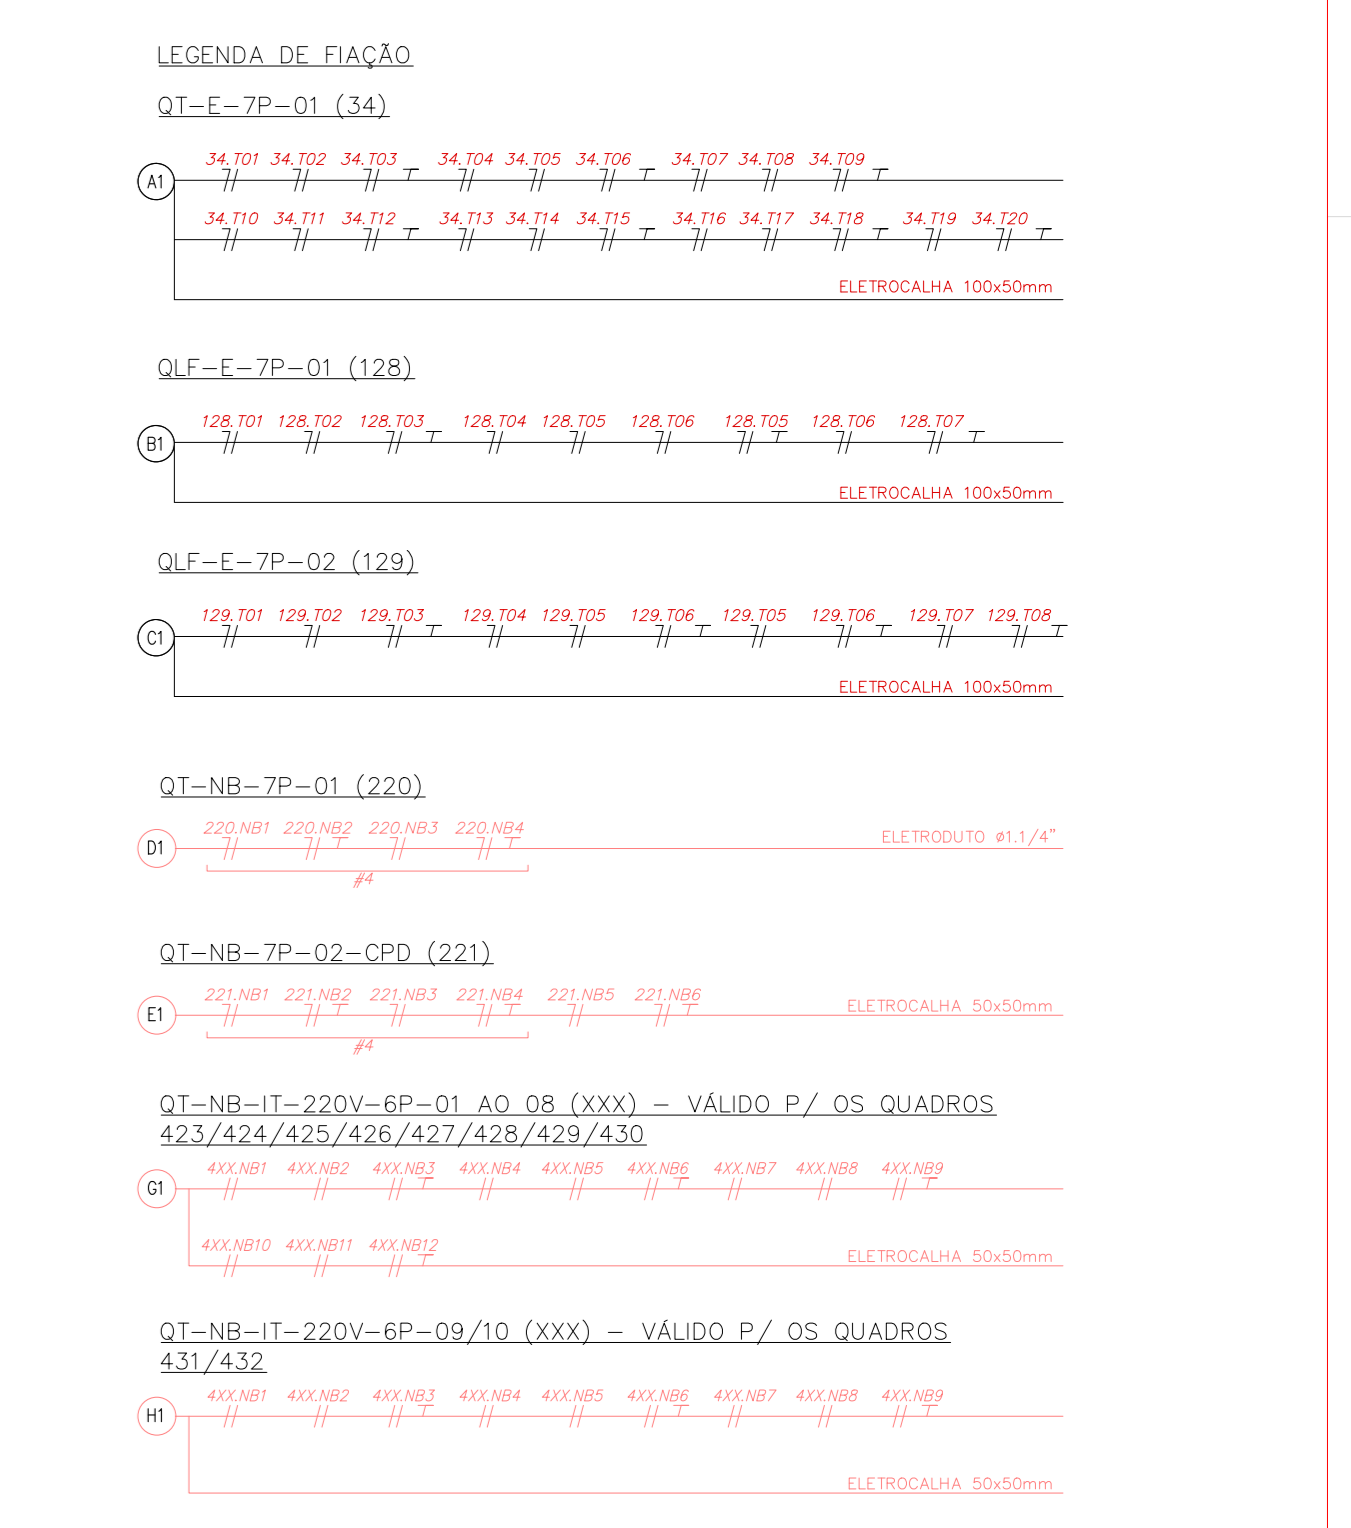 LEGENDA DE FIAÇÃO
QT-E-7P-01 (34)
34.T01 34.T02 34.T03 34.T04 34.T05 34.T06 34.T07 34.T08 34.T09
A1
34.T10 34.T11 34.T12 34.T13 34.T14 34.T15 34.T16 34.T17 34.T18 34.T19 34.T20
ELETROCALHA 100x50mm
QLF-E-7P-01 (128)
128.T01 128.T02 128.T03 128.T04 128.T05 128.T06 128.T05 128.T06 128.T07
B1
ELETROCALHA 100x50mm
QLF-E-7P-02 (129)
129.T01 129.T02 129.T03 129.T04 129.T05 129.T06 129.T05 129.T06 129.T07 129.T08
C1
ELETROCALHA 100x50mm
QT-NB-7P-01 (220)
220.NB1 220.NB2 220.NB3 220.NB4 ELETRODUTO ø1.1/4"
D1
#4
QT-NB-7P-02-CPD (221)
221.NB1 221.NB2 221.NB3 221.NB4 221.NB5 221.NB6 ELETROCALHA 50x50mm
E1
#4
QT-NB-IT-220V-6P-01 AO 08 (XXX) - VÁLIDO P/ OS QUADROS
423/424/425/426/427/428/429/430
4XX.NB1 4XX.NB2 4XX.NB3 4XX.NB4 4XX.NB5 4XX.NB6 4XX.NB7 4XX.NB8 4XX.NB9
G1
4XX.NB10 4XX.NB11 4XX.NB12 ELETROCALHA 50x50mm
QT-NB-IT-220V-6P-09/10 (XXX) - VÁLIDO P/ OS QUADROS
431/432
4XX.NB1 4XX.NB2 4XX.NB3 4XX.NB4 4XX.NB5 4XX.NB6 4XX.NB7 4XX.NB8 4XX.NB9
H1
ELETROCALHA 50x50mm